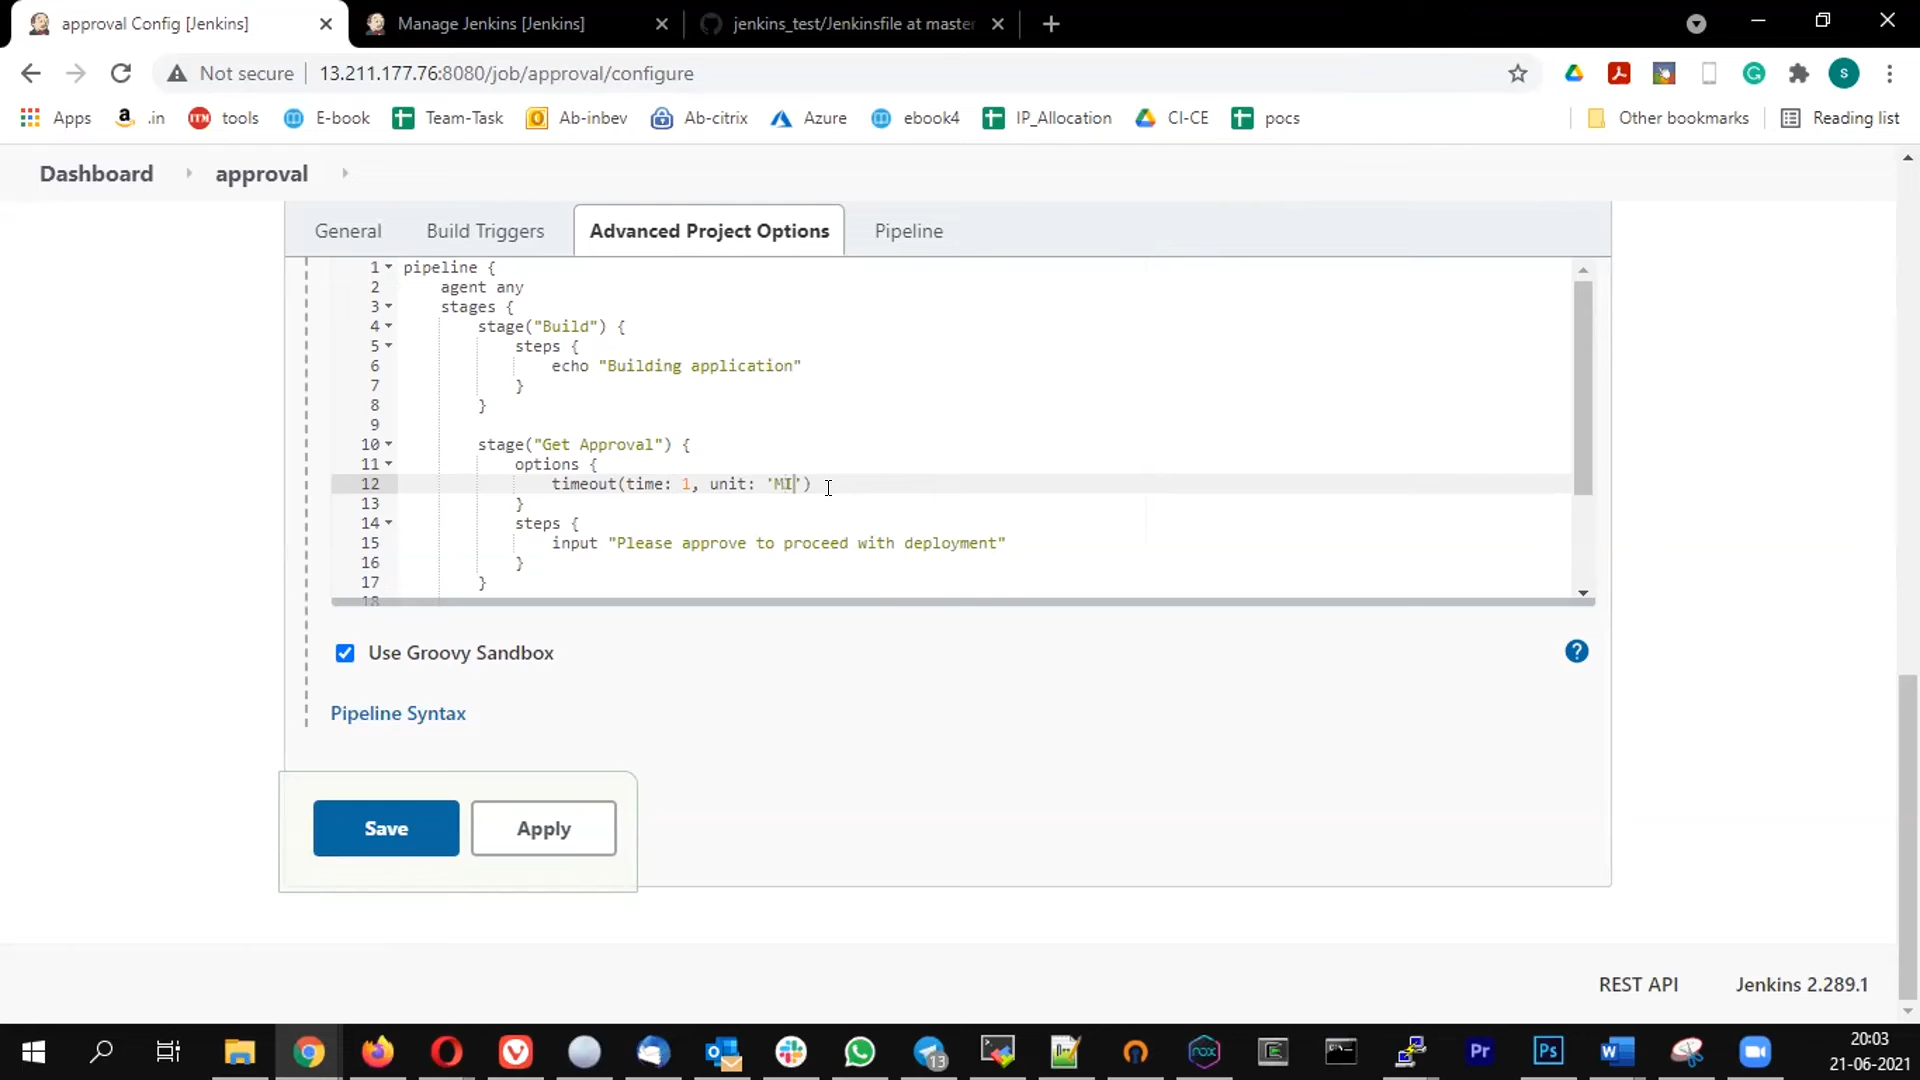 approval Config [Jenkins]
Manage Jenkins [Jenkins]
jenkins_test/Jenkinsfile at master
Not secure
13.211.177.76:8080/job/approval/configure
S
Apps
.in
tools
E-book
Team-Task
Ab-inbev
Ab-citrix
Azure
ebook4
IP_Allocation
CI-CE
pocs
Other bookmarks
Reading list
Dashboard
approval
General
Build Triggers
Advanced Project Options
Pipeline
1 pipeline {
2 agent any
3 stages {
4 stage("Build") {
5 steps {
6 echo "Building application"
7 }
8 }
9
10 stage("Get Approval") {
11 options {
12 timeout(time: 1, unit: 'MI')
13 }
14 steps {
15 input "Please approve to proceed with deployment"
16 }
17 }
18
Use Groovy Sandbox
?
Pipeline Syntax
Save
Apply
REST API
Jenkins 2.289.1
13
nox
Pr
Ps
W
20:03
21-06-2021